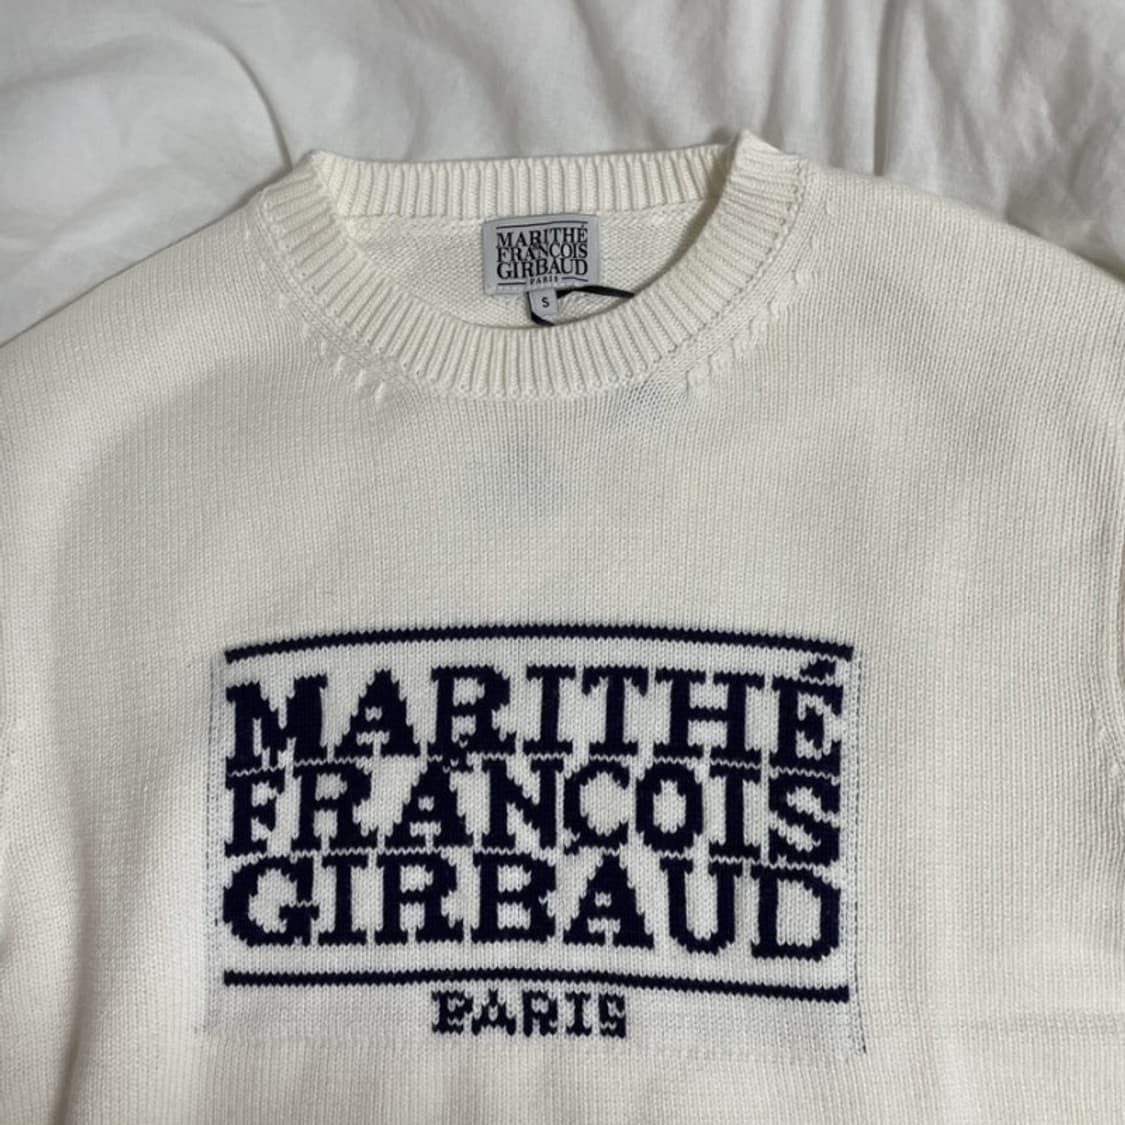 MARITHÉ
FRANÇOIS
GIRBAUD
PARIS
S
MARITHÉ
FRANÇOIS
GIRBAUD
PARIS